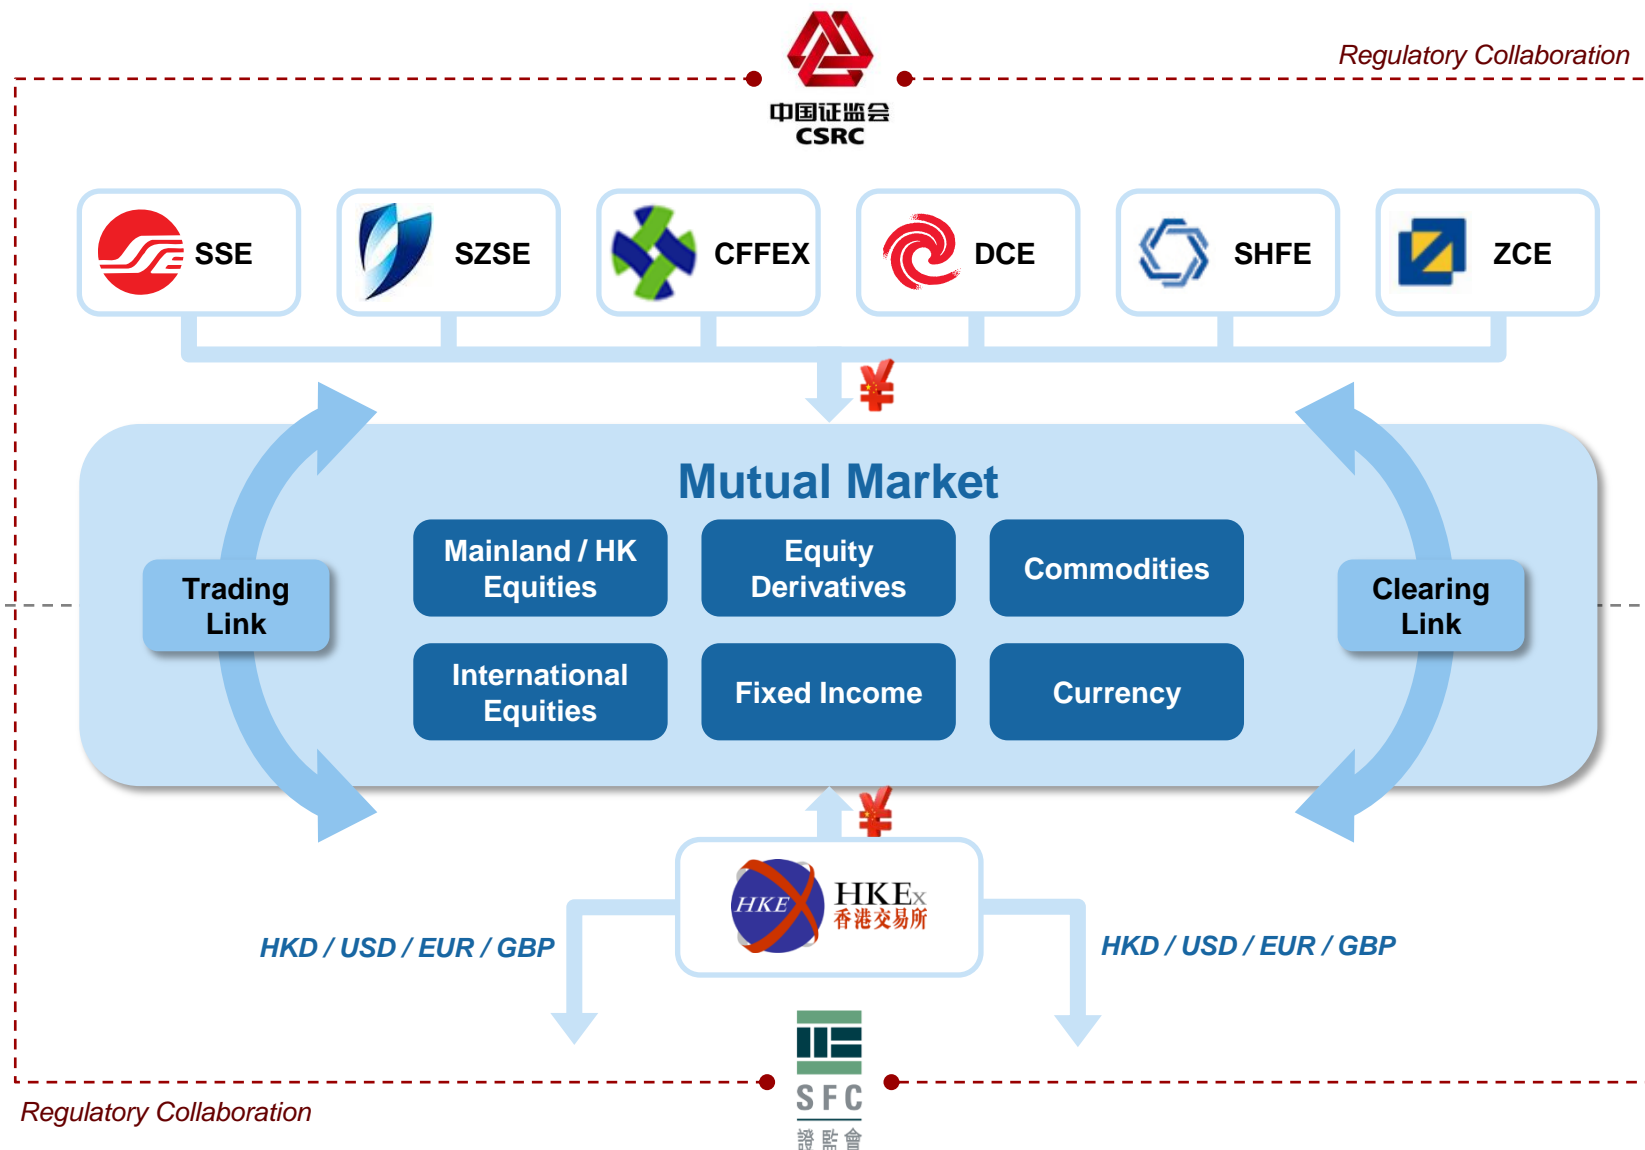 Regulatory Collaboration
中国证监会
CSRC
SSE
SZSE
CFFEX
DCE
SHFE
ZCE
¥
Mutual Market
Mainland / HK
Equities
Equity
Derivatives
Commodities
Trading
Link
Clearing
Link
International
Equities
Fixed Income
Currency
¥
HKE
HKEx
香港交易所
HKD / USD / EUR / GBP
HKD / USD / EUR / GBP
SFC
證監會
Regulatory Collaboration